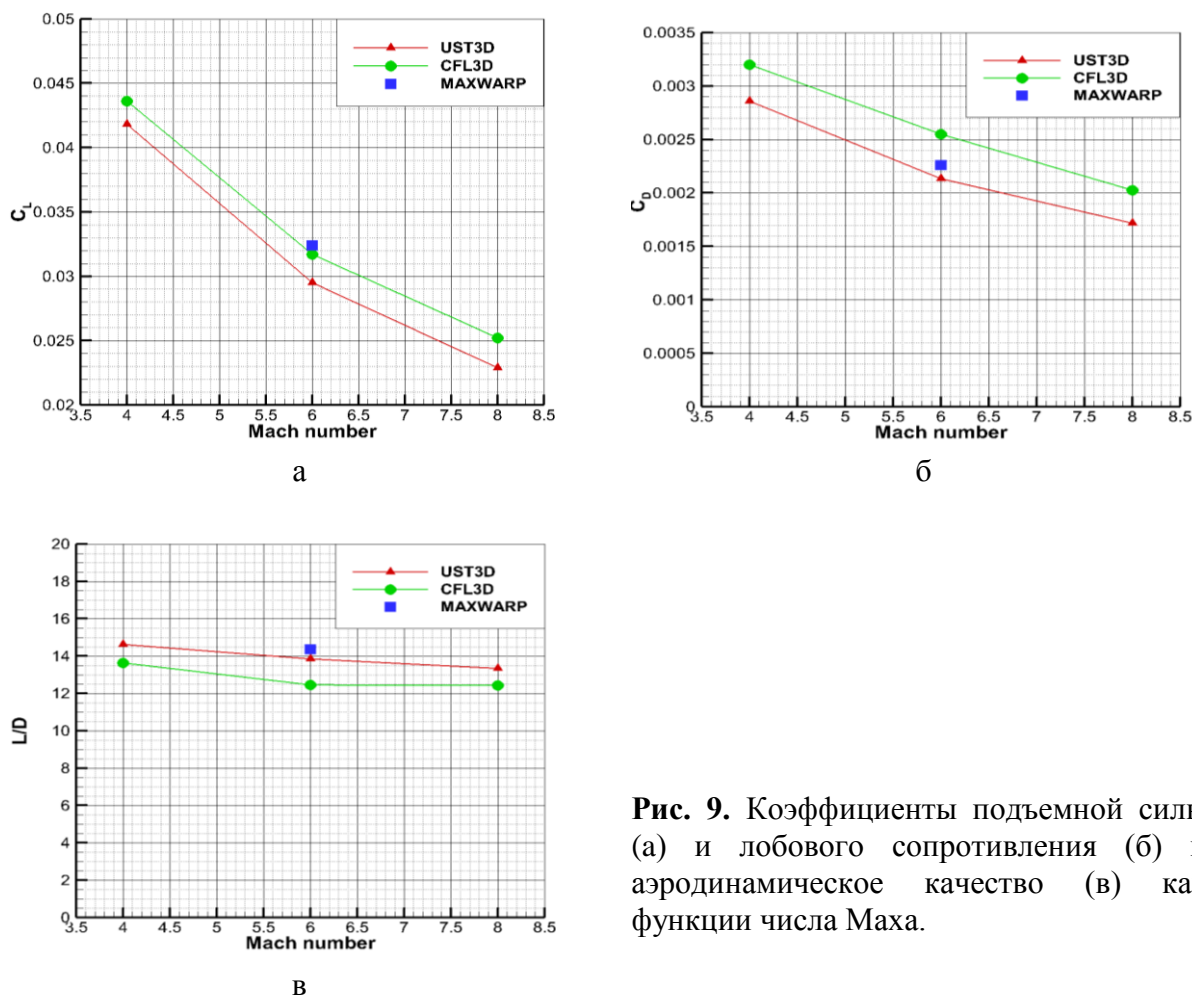 0.05
0.045
0.04
0.035
0.03
0.025
0.02
C_L
3.5 4 4.5 5 5.5 6 6.5 7 7.5 8 8.5
Mach number
UST3D
CFL3D
MAXWARP
а
0.0035
0.003
0.0025
0.002
0.0015
0.001
0.0005
0
C_D
3.5 4 4.5 5 5.5 6 6.5 7 7.5 8 8.5
Mach number
UST3D
CFL3D
MAXWARP
б
20
18
16
14
12
10
8
6
4
2
0
L/D
3.5 4 4.5 5 5.5 6 6.5 7 7.5 8 8.5
Mach number
UST3D
CFL3D
MAXWARP
в
Рис. 9. Коэффициенты подъемной
(а) и лобового сопротивления (б)
аэродинамическое качество (в)
функции числа Маха.